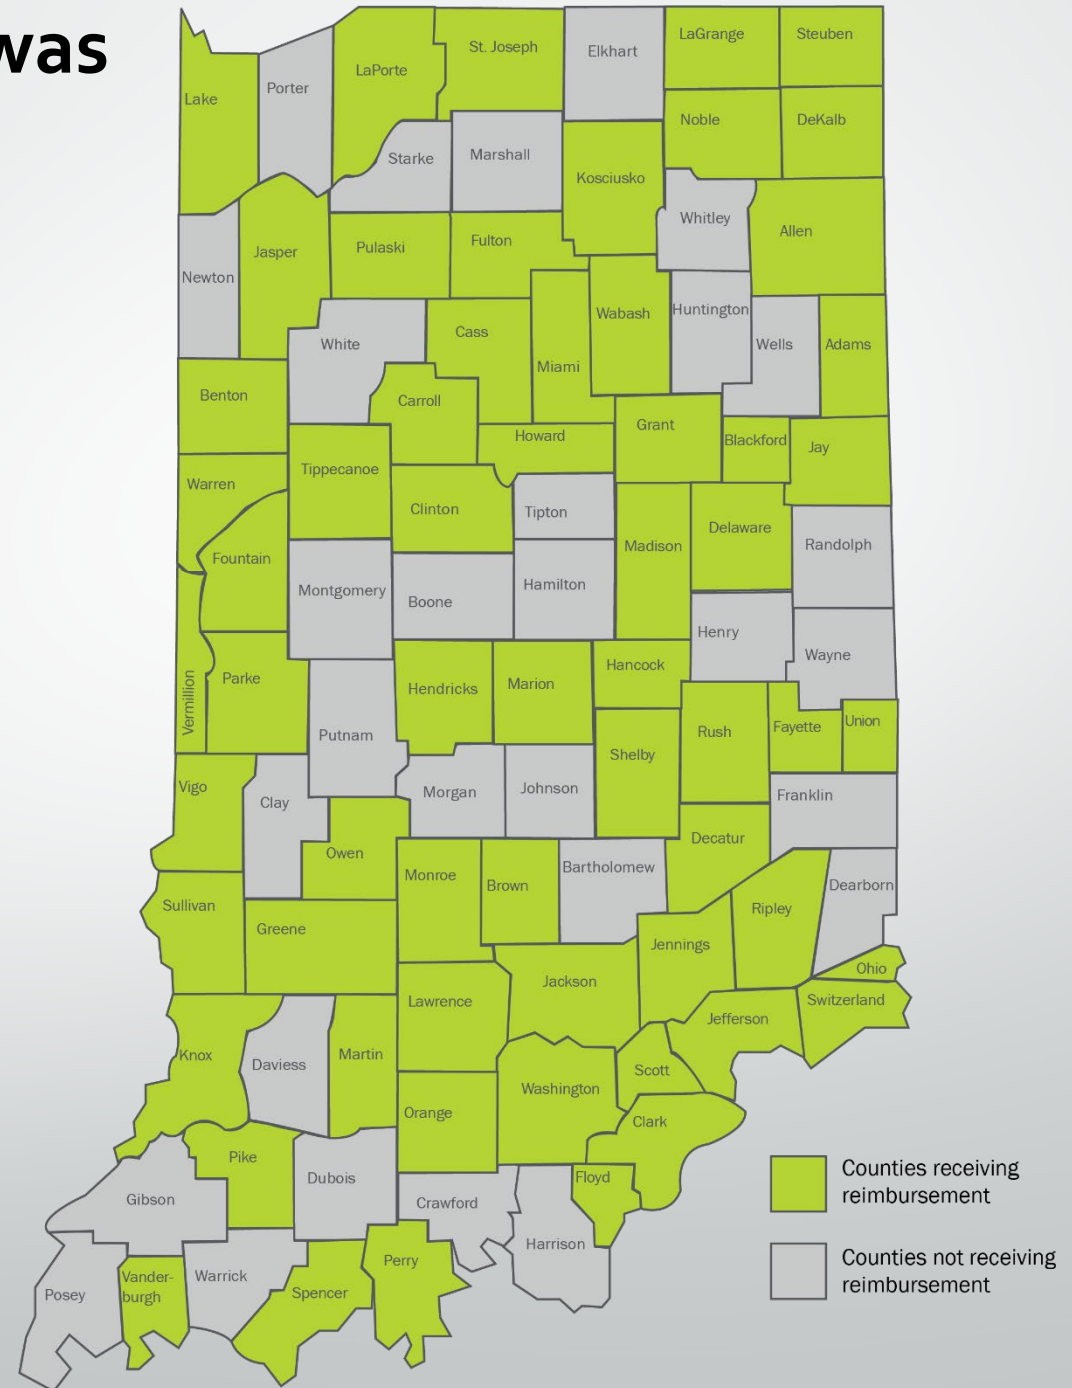 was
St. Joseph
Elkhart
LaGrange
Steuben
LaPorte
Lake
Porter
Noble
DeKalb
Starke
Marshall
Kosciusko
Whitley
Allen
Jasper
Pulaski
Fulton
Newton
Wabash
Huntington
White
Cass
Wells
Adams
Miami
Benton
Carroll
Grant
Howard
Blackford
Jay
Tippecanoe
Warren
Clinton
Tipton
Delaware
Madison
Randolph
Fountain
Montgomery
Boone
Hamilton
Henry
Wayne
Hancock
Parke
Hendricks
Marion
Vermillion
Putnam
Rush
Fayette
Union
Shelby
Vigo
Clay
Morgan
Johnson
Franklin
Decatur
Owen
Monroe
Brown
Bartholomew
Dearborn
Sullivan
Greene
Ripley
Jennings
Ohio
Jackson
Lawrence
Switzerland
Jefferson
Knox
Daviess
Martin
Scott
Washington
Orange
Clark
Pike
Dubois
Floyd
Gibson
Crawford
Harrison
Perry
Posey
Vander-
burgh
Warrick
Spencer
Counties receiving
reimbursement
Counties not receiving
reimbursement